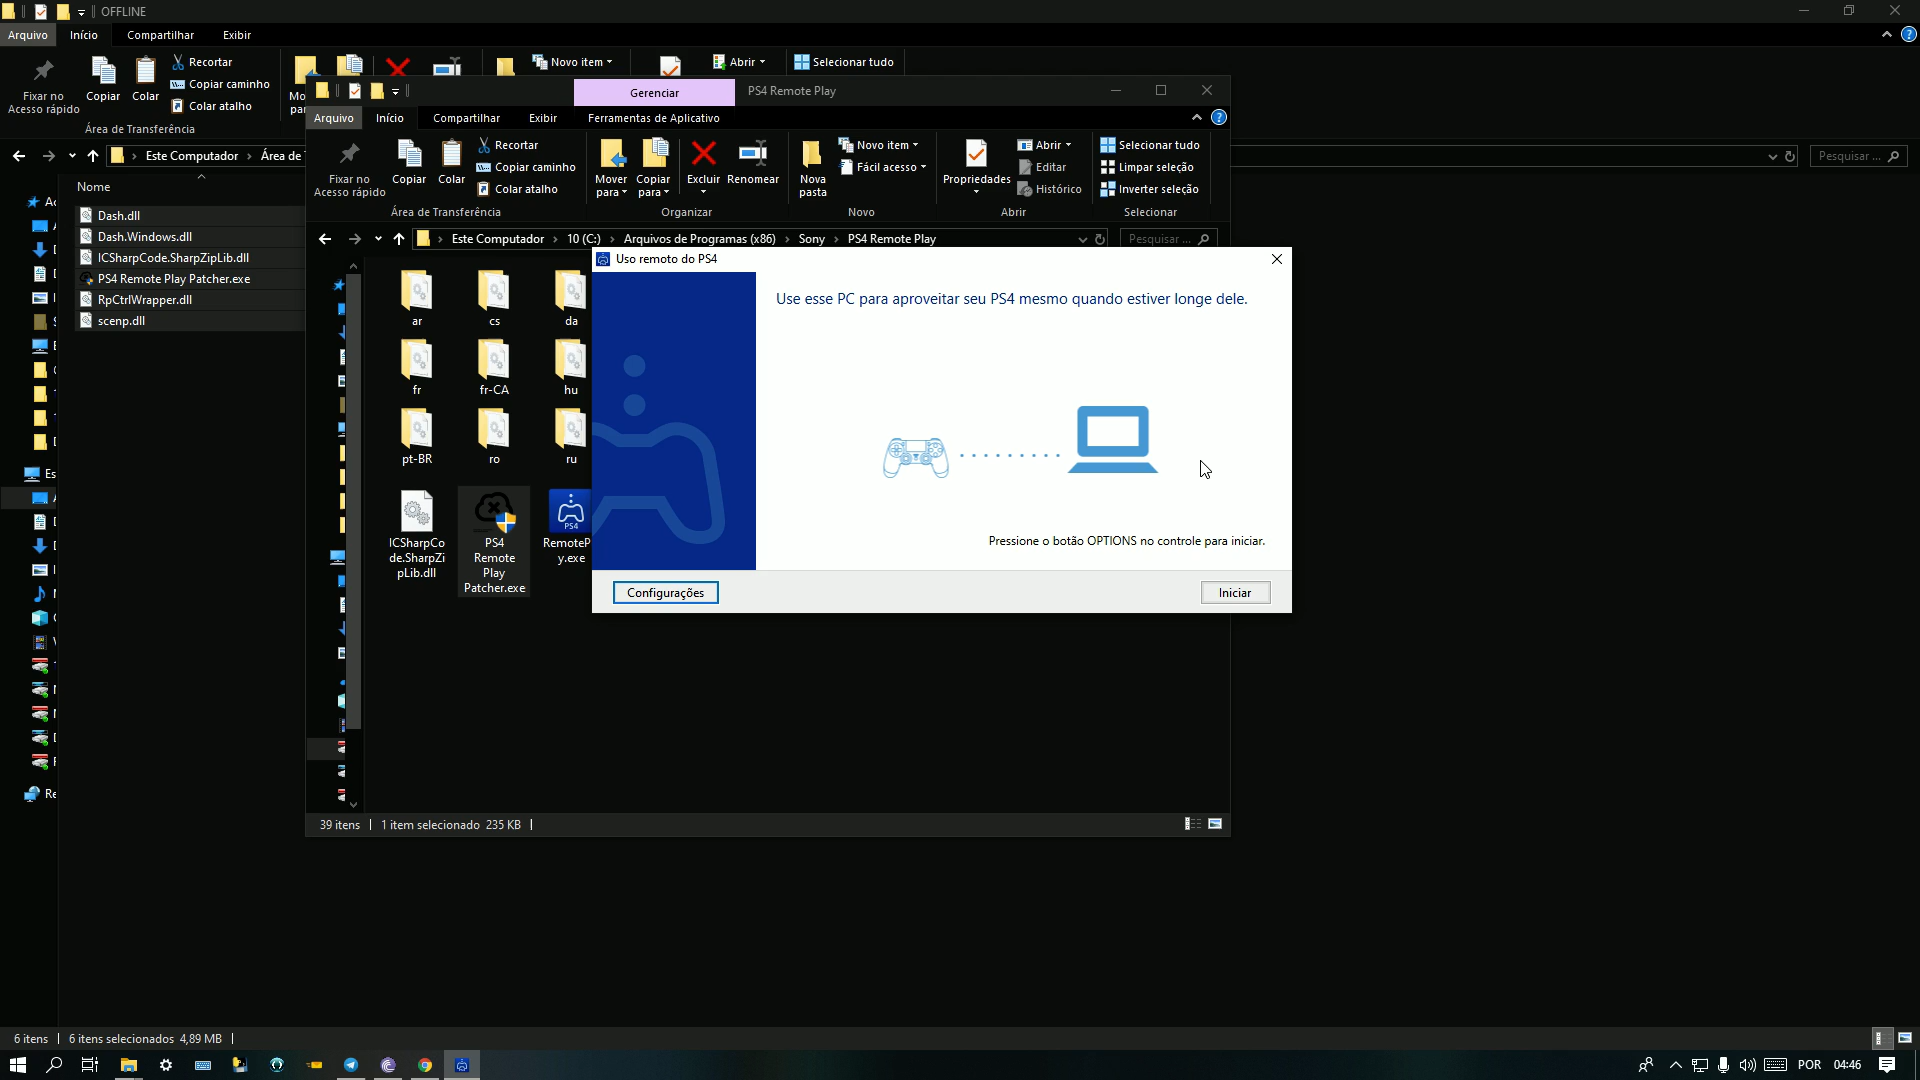 OFFLINE
Arquivo Início Compartilhar Exibir
Recortar
Copiar caminho
Colar atalho
Fixar no
Acesso rápido
Copiar Colar
Área de Transferência
Novo item
Abrir
Selecionar tudo
Este Computador
Pesquisar ...
Nome
Dash.dll
Dash.Windows.dll
ICSharpCode.SharpZipLib.dll
PS4 Remote Play Patcher.exe
RpCtrlWrapper.dll
scenp.dll
Gerenciar PS4 Remote Play
Arquivo Início Compartilhar Exibir Ferramentas de Aplicativo
Fixar no
Acesso rápido
Copiar Colar
Recortar
Copiar caminho
Colar atalho
Área de Transferência
Mover
para
Copiar
para
Excluir
Renomear
Organizar
Nova
pasta
Novo item
Fácil acesso
Novo
Propriedades
Abrir
Editar
Histórico
Abrir
Selecionar tudo
Limpar seleção
Inverter seleção
Selecionar
Este Computador 10 (C:) Arquivos de Programas (x86) Sony PS4 Remote Play
Pesquisar ...
ar cs da
fr fr-CA hu
pt-BR ro ru
ICSharpCo
de.SharpZi
pLib.dll
PS4
Remote
Play
Patcher.exe
PS4
RemoteP
y.exe
Uso remoto do PS4
Use esse PC para aproveitar seu PS4 mesmo quando estiver longe dele.
Pressione o botão OPTIONS no controle para iniciar.
Configurações Iniciar
39 itens 1 item selecionado 235 KB
6 itens 6 itens selecionados 4,89 MB
POR 04:46